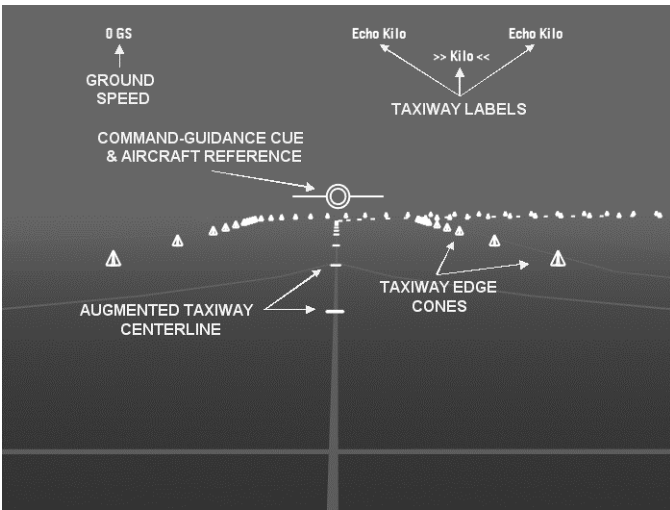 0 GS
Echo Kilo
Echo Kilo
>> Kilo <<
GROUND
SPEED
TAXIWAY LABELS
COMMAND-GUIDANCE CUE
& AIRCRAFT REFERENCE
TAXIWAY EDGE
CONES
AUGMENTED TAXIWAY
CENTERLINE